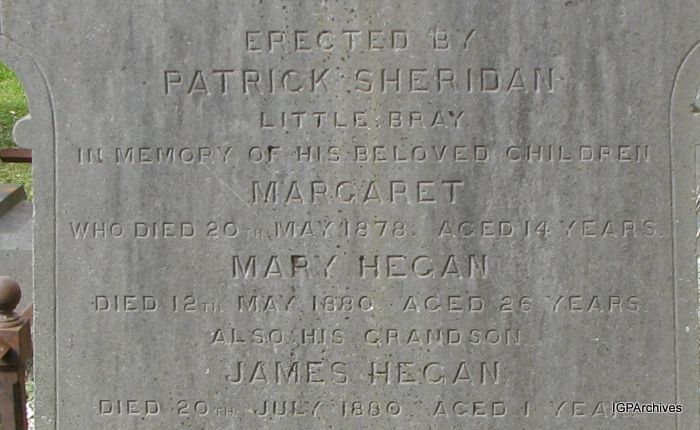 ERECTED BY
PATRICK SHERIDAN
LITTLE BRAY
IN MEMORY OF HIS BELOVED CHILDREN
MARGARET
WHO DIED 20TH MAY 1878. AGED 14 YEARS.
MARY HEGAN
DIED 12TH MAY 1880. AGED 26 YEARS.
ALSO HIS GRANDSON
JAMES HEGAN
DIED 20TH JULY 1880. AGED 1 YEAR
IGPArchives